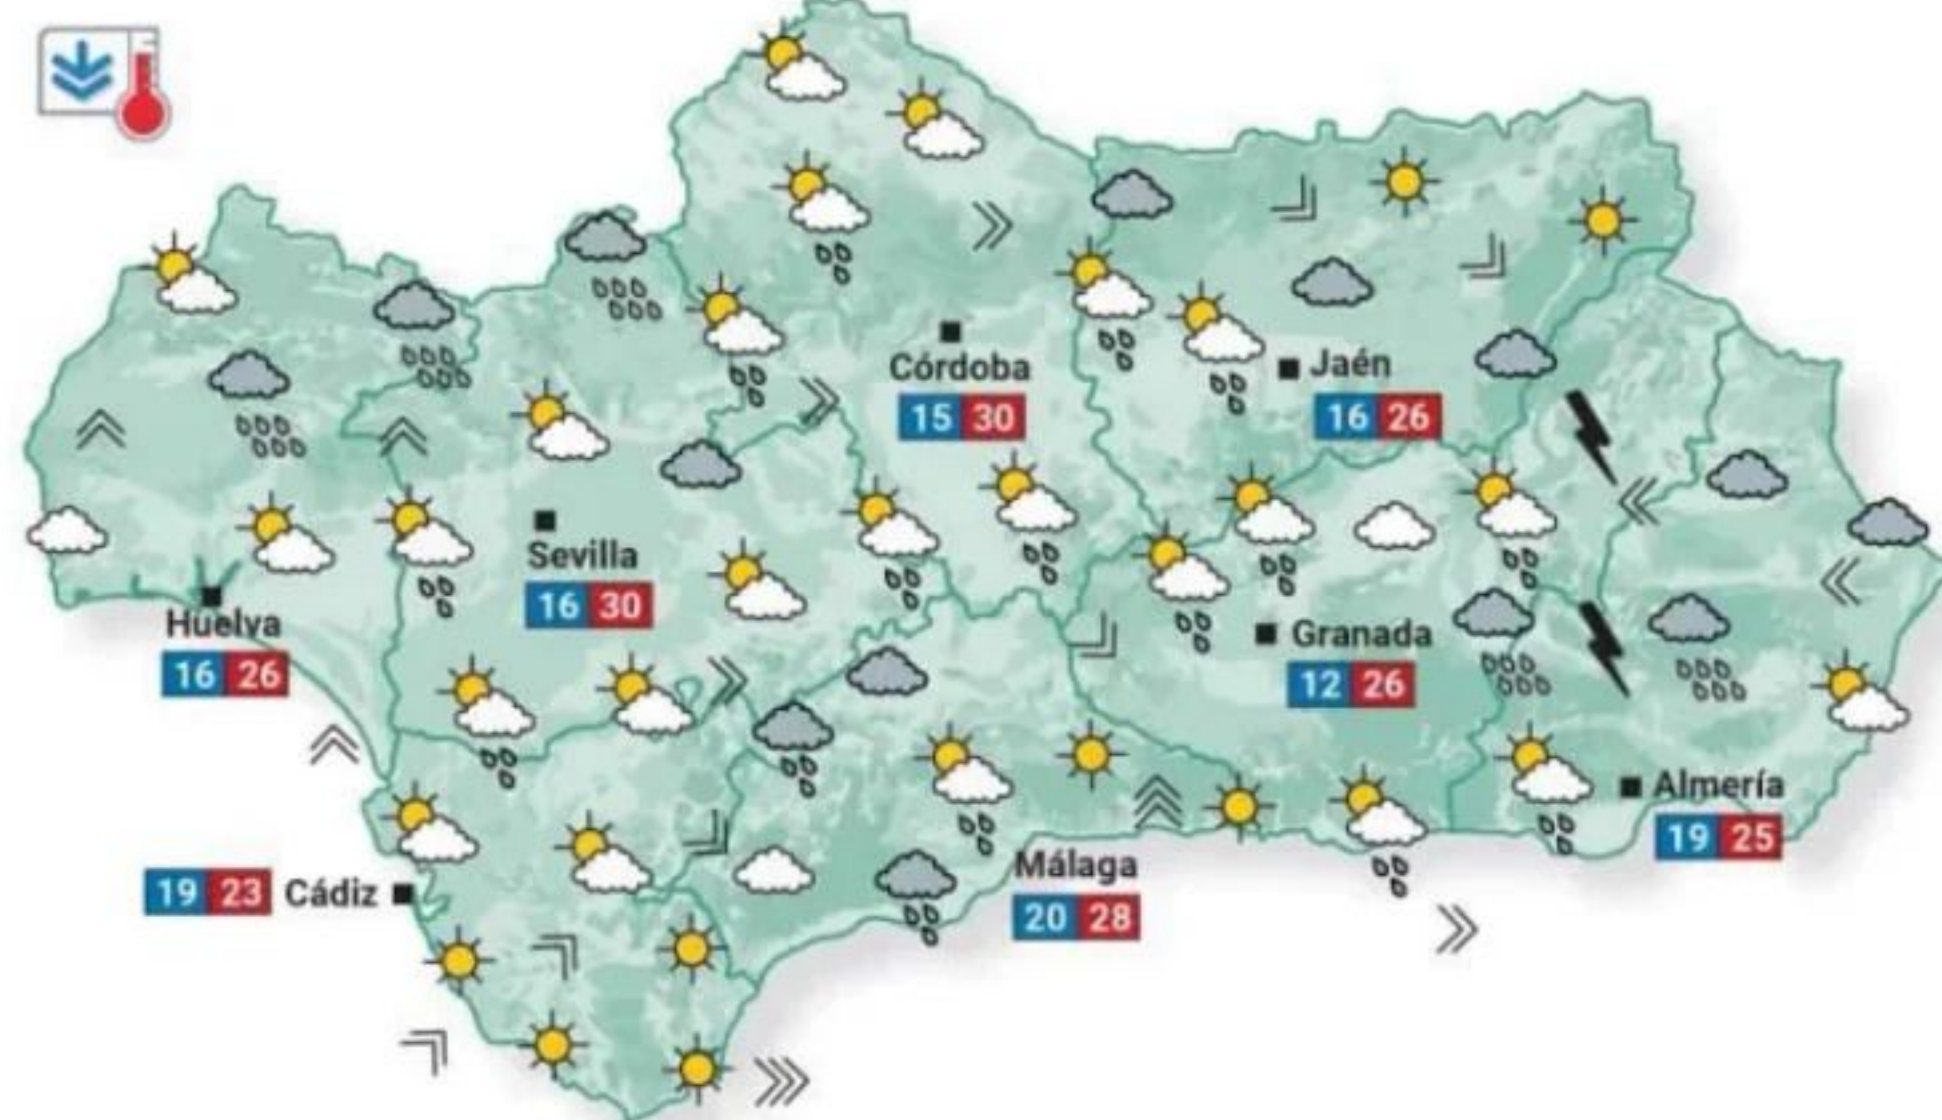 Córdoba
15 30
Jaén
16 26
Sevilla
16 30
Huelva
16 26
Granada
12 26
Almería
19 25
Málaga
20 28
19 23 Cádiz